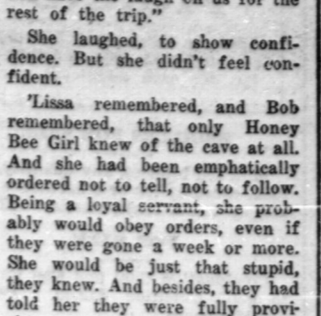 rest of the trip."
She laughed, to show confi-
dence. But she didn't feel con-
fident.
'Lissa remembered, and Bob
remembered, that only Honey
Bee Girl knew of the cave at all.
And she had been emphatically
ordered not to tell, not to follow.
Being a loyal servant, she prob-
ably would obey orders, even if
they were gone a week or more.
She would be just that stupid,
they knew. And besides, they had
told her they were fully provi-